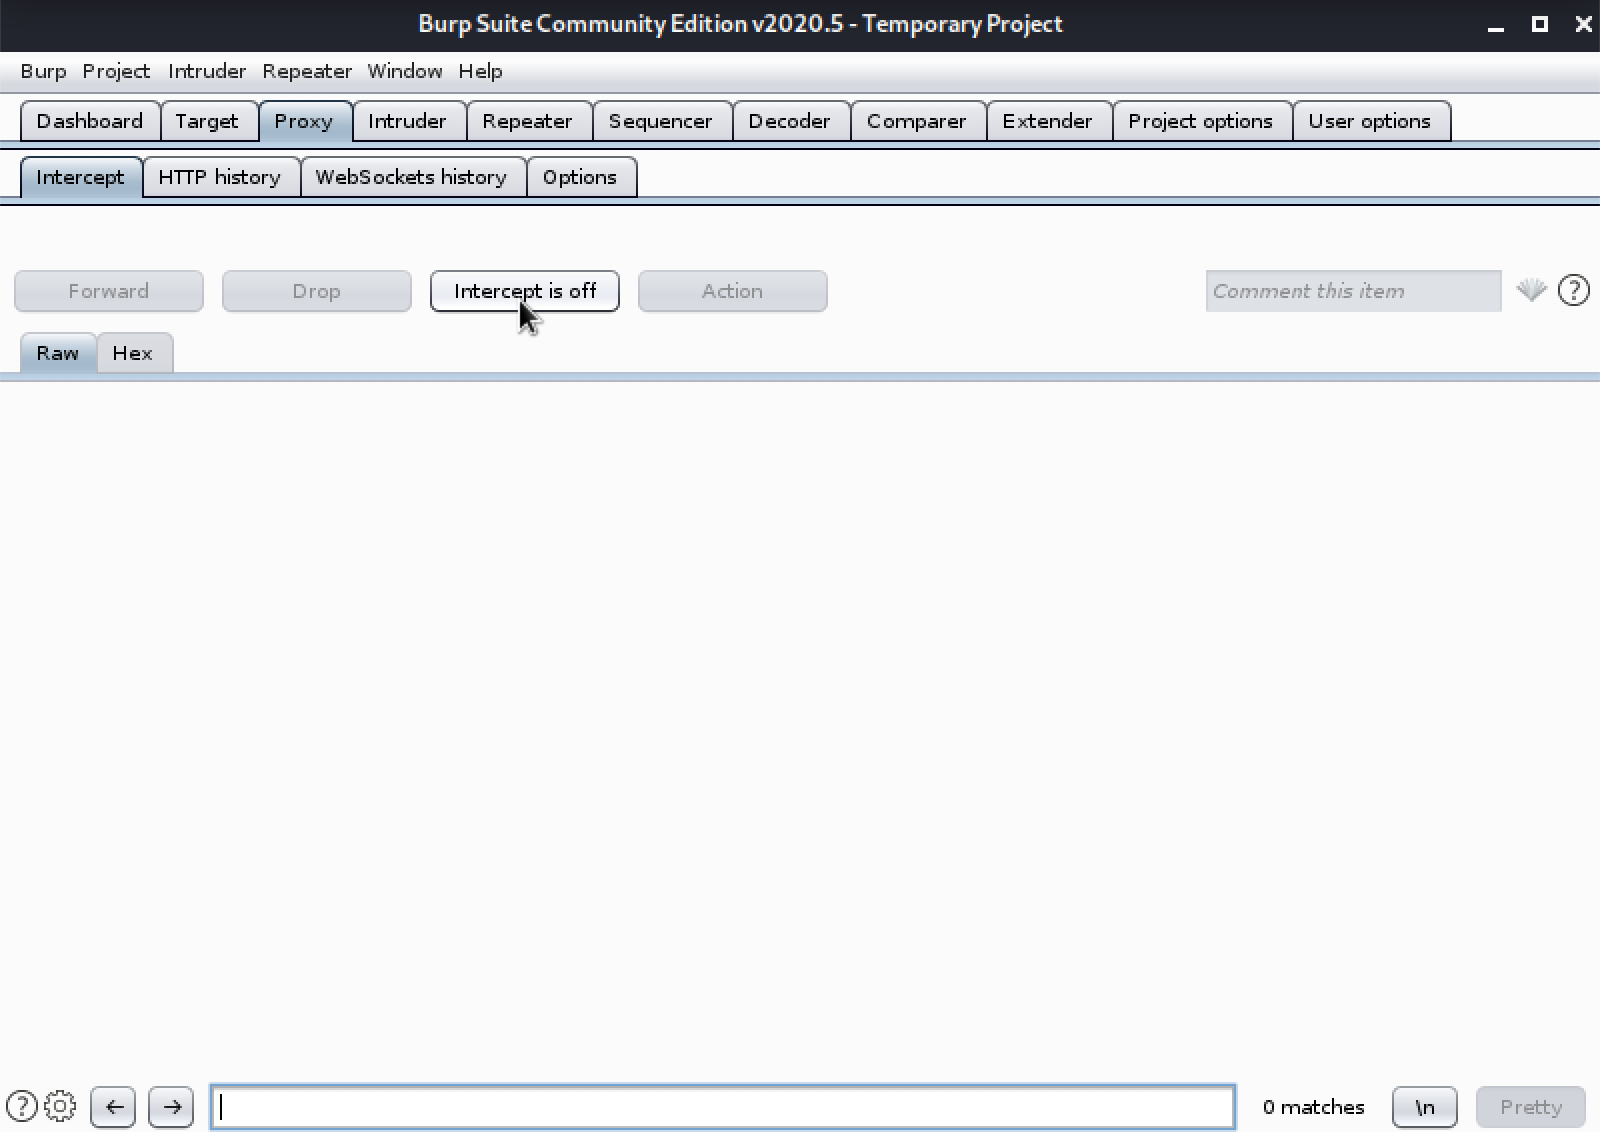 Burp Suite Community Edition v2020.5 - Temporary Project
Burp Project Intruder Repeater Window Help
Dashboard Target Proxy Intruder Repeater Sequencer Decoder Comparer Extender Project options User options
Intercept HTTP history WebSockets history Options
Forward Drop Intercept is off Action Comment this item ?
Raw Hex
? ← → 0 matches \n Pretty